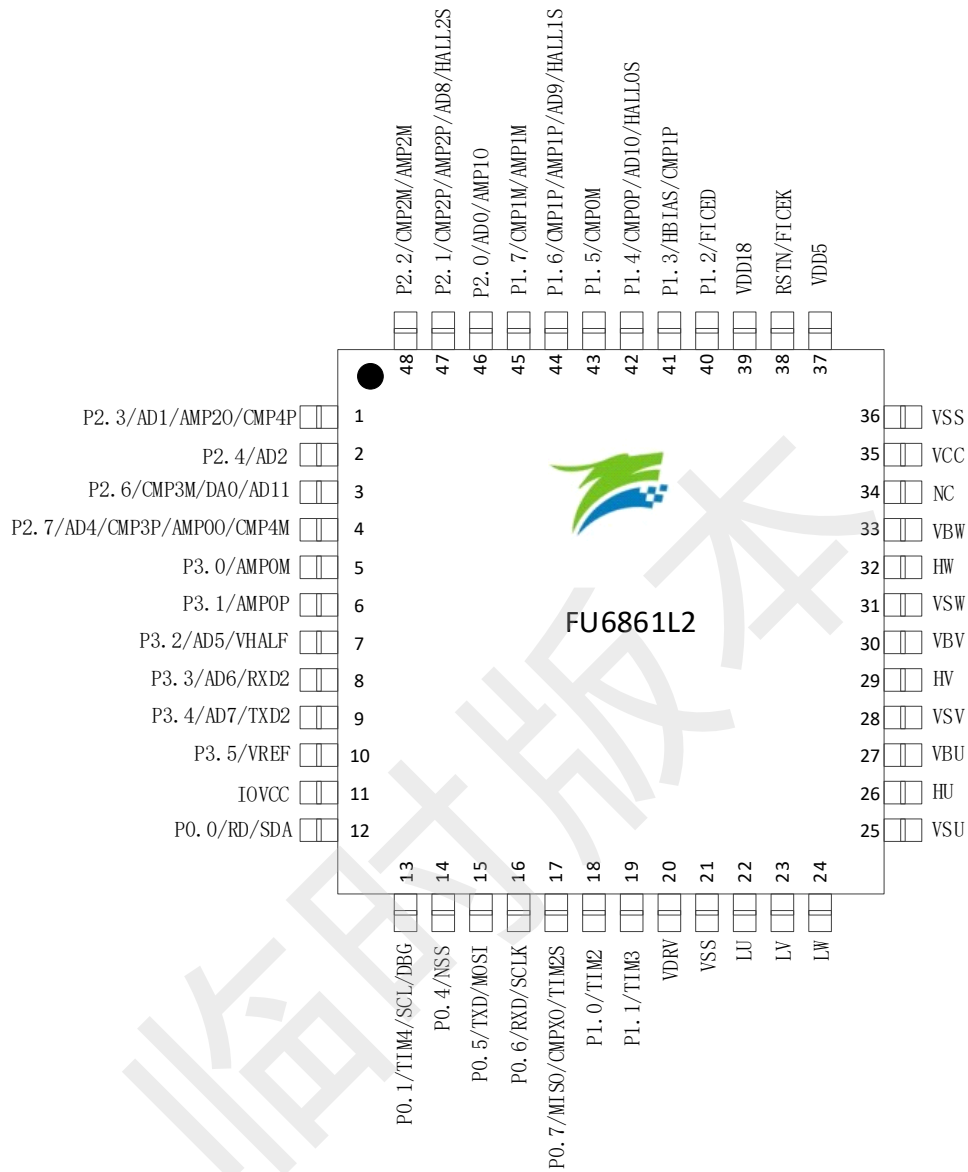 P2.2/CMP2M/AMP2M
P2.1/CMP2P/AMP2P/AD8/HALL2S
P2.0/AD0/AMP1O
P1.7/CMP1M/AMP1M
P1.6/CMP1P/AMP1P/AD9/HALL1S
P1.5/CMP0M
P1.4/CMP0P/AD10/HALL0S
P1.3/HBIAS/CMP1P
P1.2/FICED
VDD18
RSTN/FICEK
VDD5
48
47
46
45
44
43
42
41
40
39
38
37
P2.3/AD1/AMP2O/CMP4P 1
P2.4/AD2 2
P2.6/CMP3M/DA0/AD11 3
P2.7/AD4/CMP3P/AMP0O/CMP4M 4
P3.0/AMP0M 5
P3.1/AMP0P 6
P3.2/AD5/VHALF 7
P3.3/AD6/RXD2 8
P3.4/AD7/TXD2 9
P3.5/VREF 10
IOVCC 11
P0.0/RD/SDA 12
FU6861L2
36 VSS
35 VCC
34 NC
33 VBW
32 HW
31 VSW
30 VBV
29 HV
28 VSV
27 VBU
26 HU
25 VSU
13
14
15
16
17
18
19
20
21
22
23
24
P0.1/TIM4/SCL/DBG
P0.4/NSS
P0.5/TXD/MOSI
P0.6/RXD/SCLK
P0.7/MISO/CMPXO/TIM2S
P1.0/TIM2
P1.1/TIM3
VDRV
VSS
LU
LV
LW
临时版本